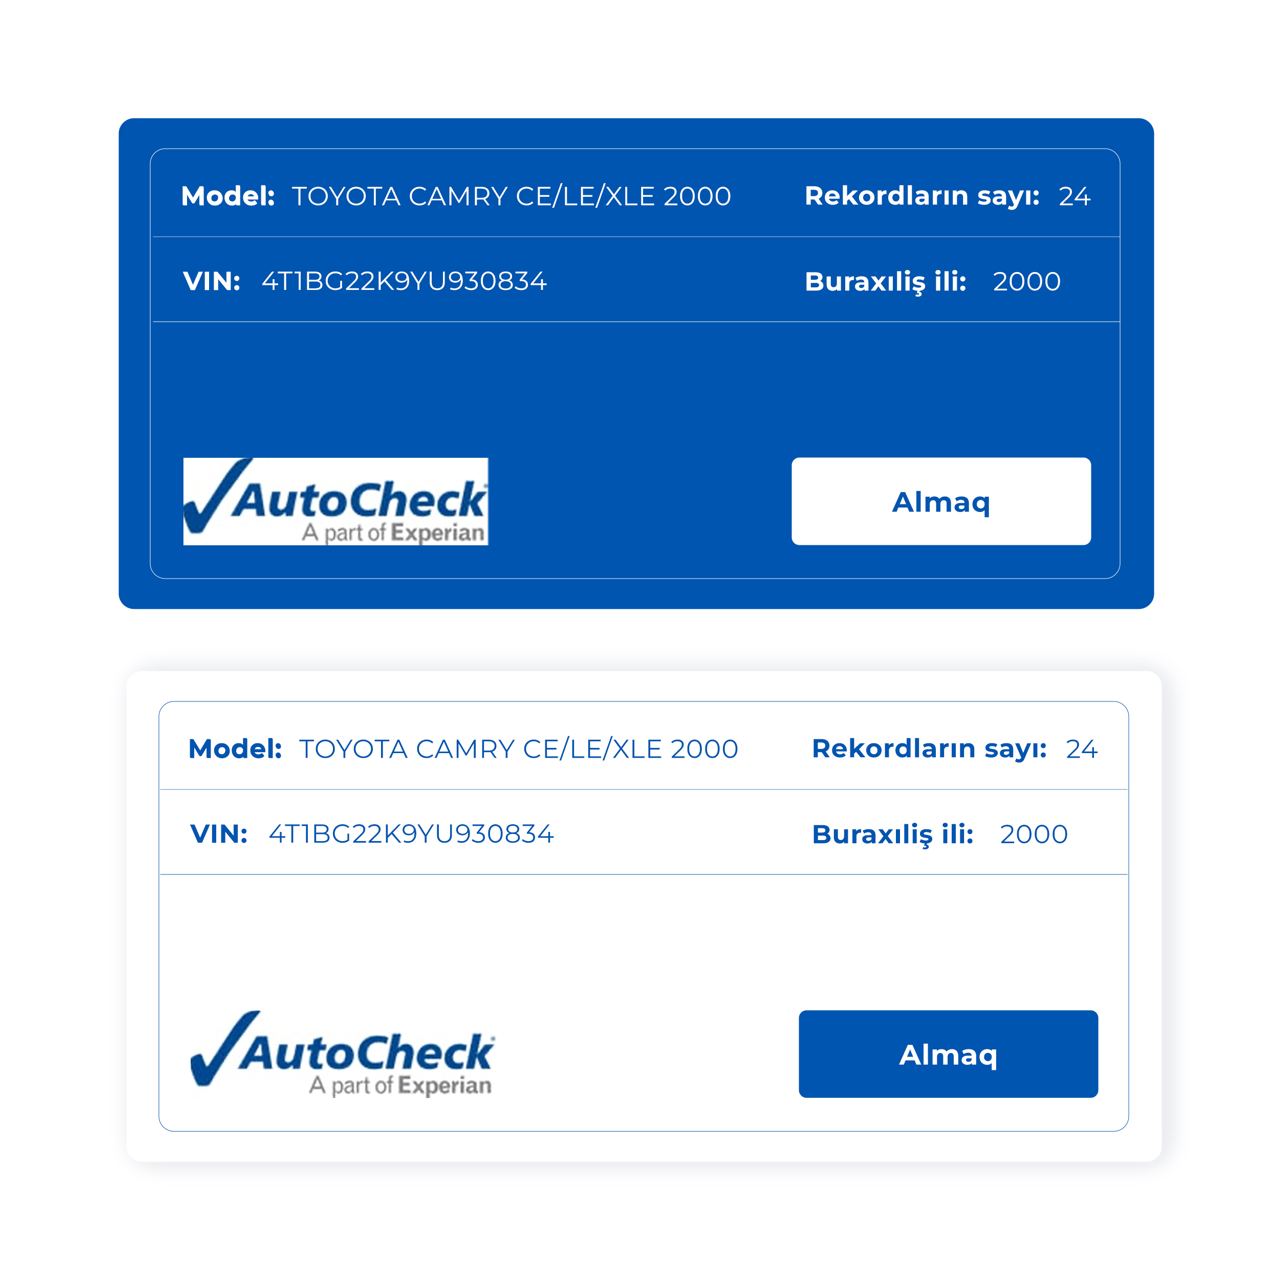 Model: TOYOTA CAMRY CE/LE/XLE 2000 Rekordların sayı: 24
VIN: 4T1BG22K9YU930834 Buraxılış ili: 2000
AutoCheck Almaq
A part of Experian
Model: TOYOTA CAMRY CE/LE/XLE 2000 Rekordların sayı: 24
VIN: 4T1BG22K9YU930834 Buraxılış ili: 2000
AutoCheck Almaq
A part of Experian